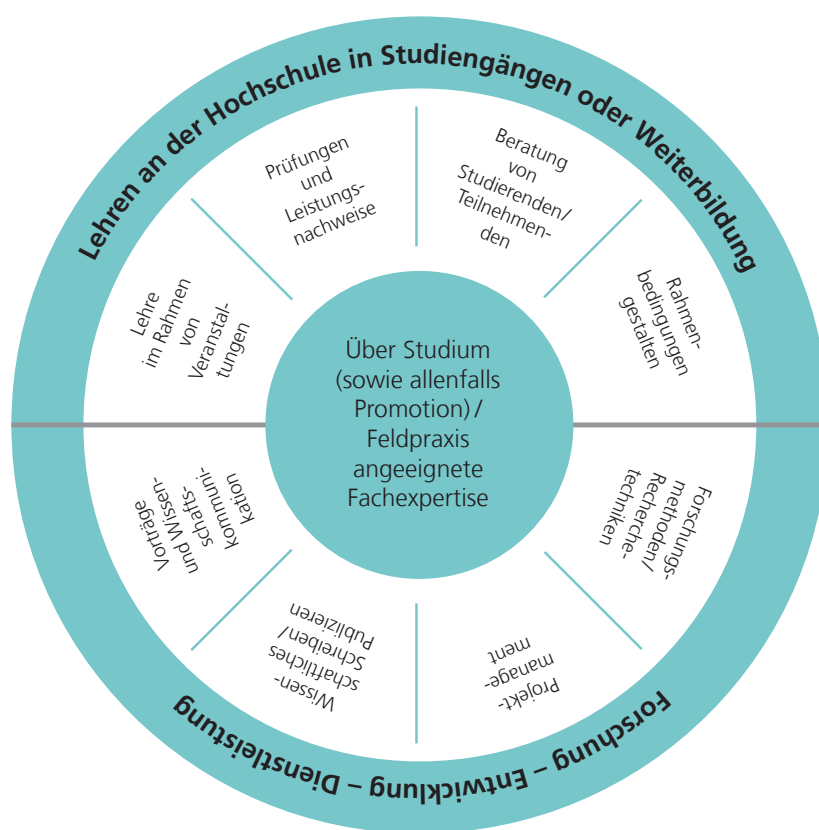 Lehren an der Hochschule in Studiengängen oder Weiterbildung
Lehre
im Rahmen
von
Veranstal-
tungen
Prüfungen
und
Leistungs-
nachweise
Beratung
von
Studierenden/
Teilnehmen-
den
Rahmen-
bedingungen
gestalten
Über Studium
(sowie allenfalls
Promotion) /
Feldpraxis
angeeignete
Fachexpertise
Forschungs-
methoden/
Recherche-
techniken
Projekt-
manage-
ment
Wissen-
schaftliches
Schreiben/
Publizieren
Vorträge
und Wissen-
schafts-
kommuni-
kation
Forschung – Entwicklung – Dienstleistung